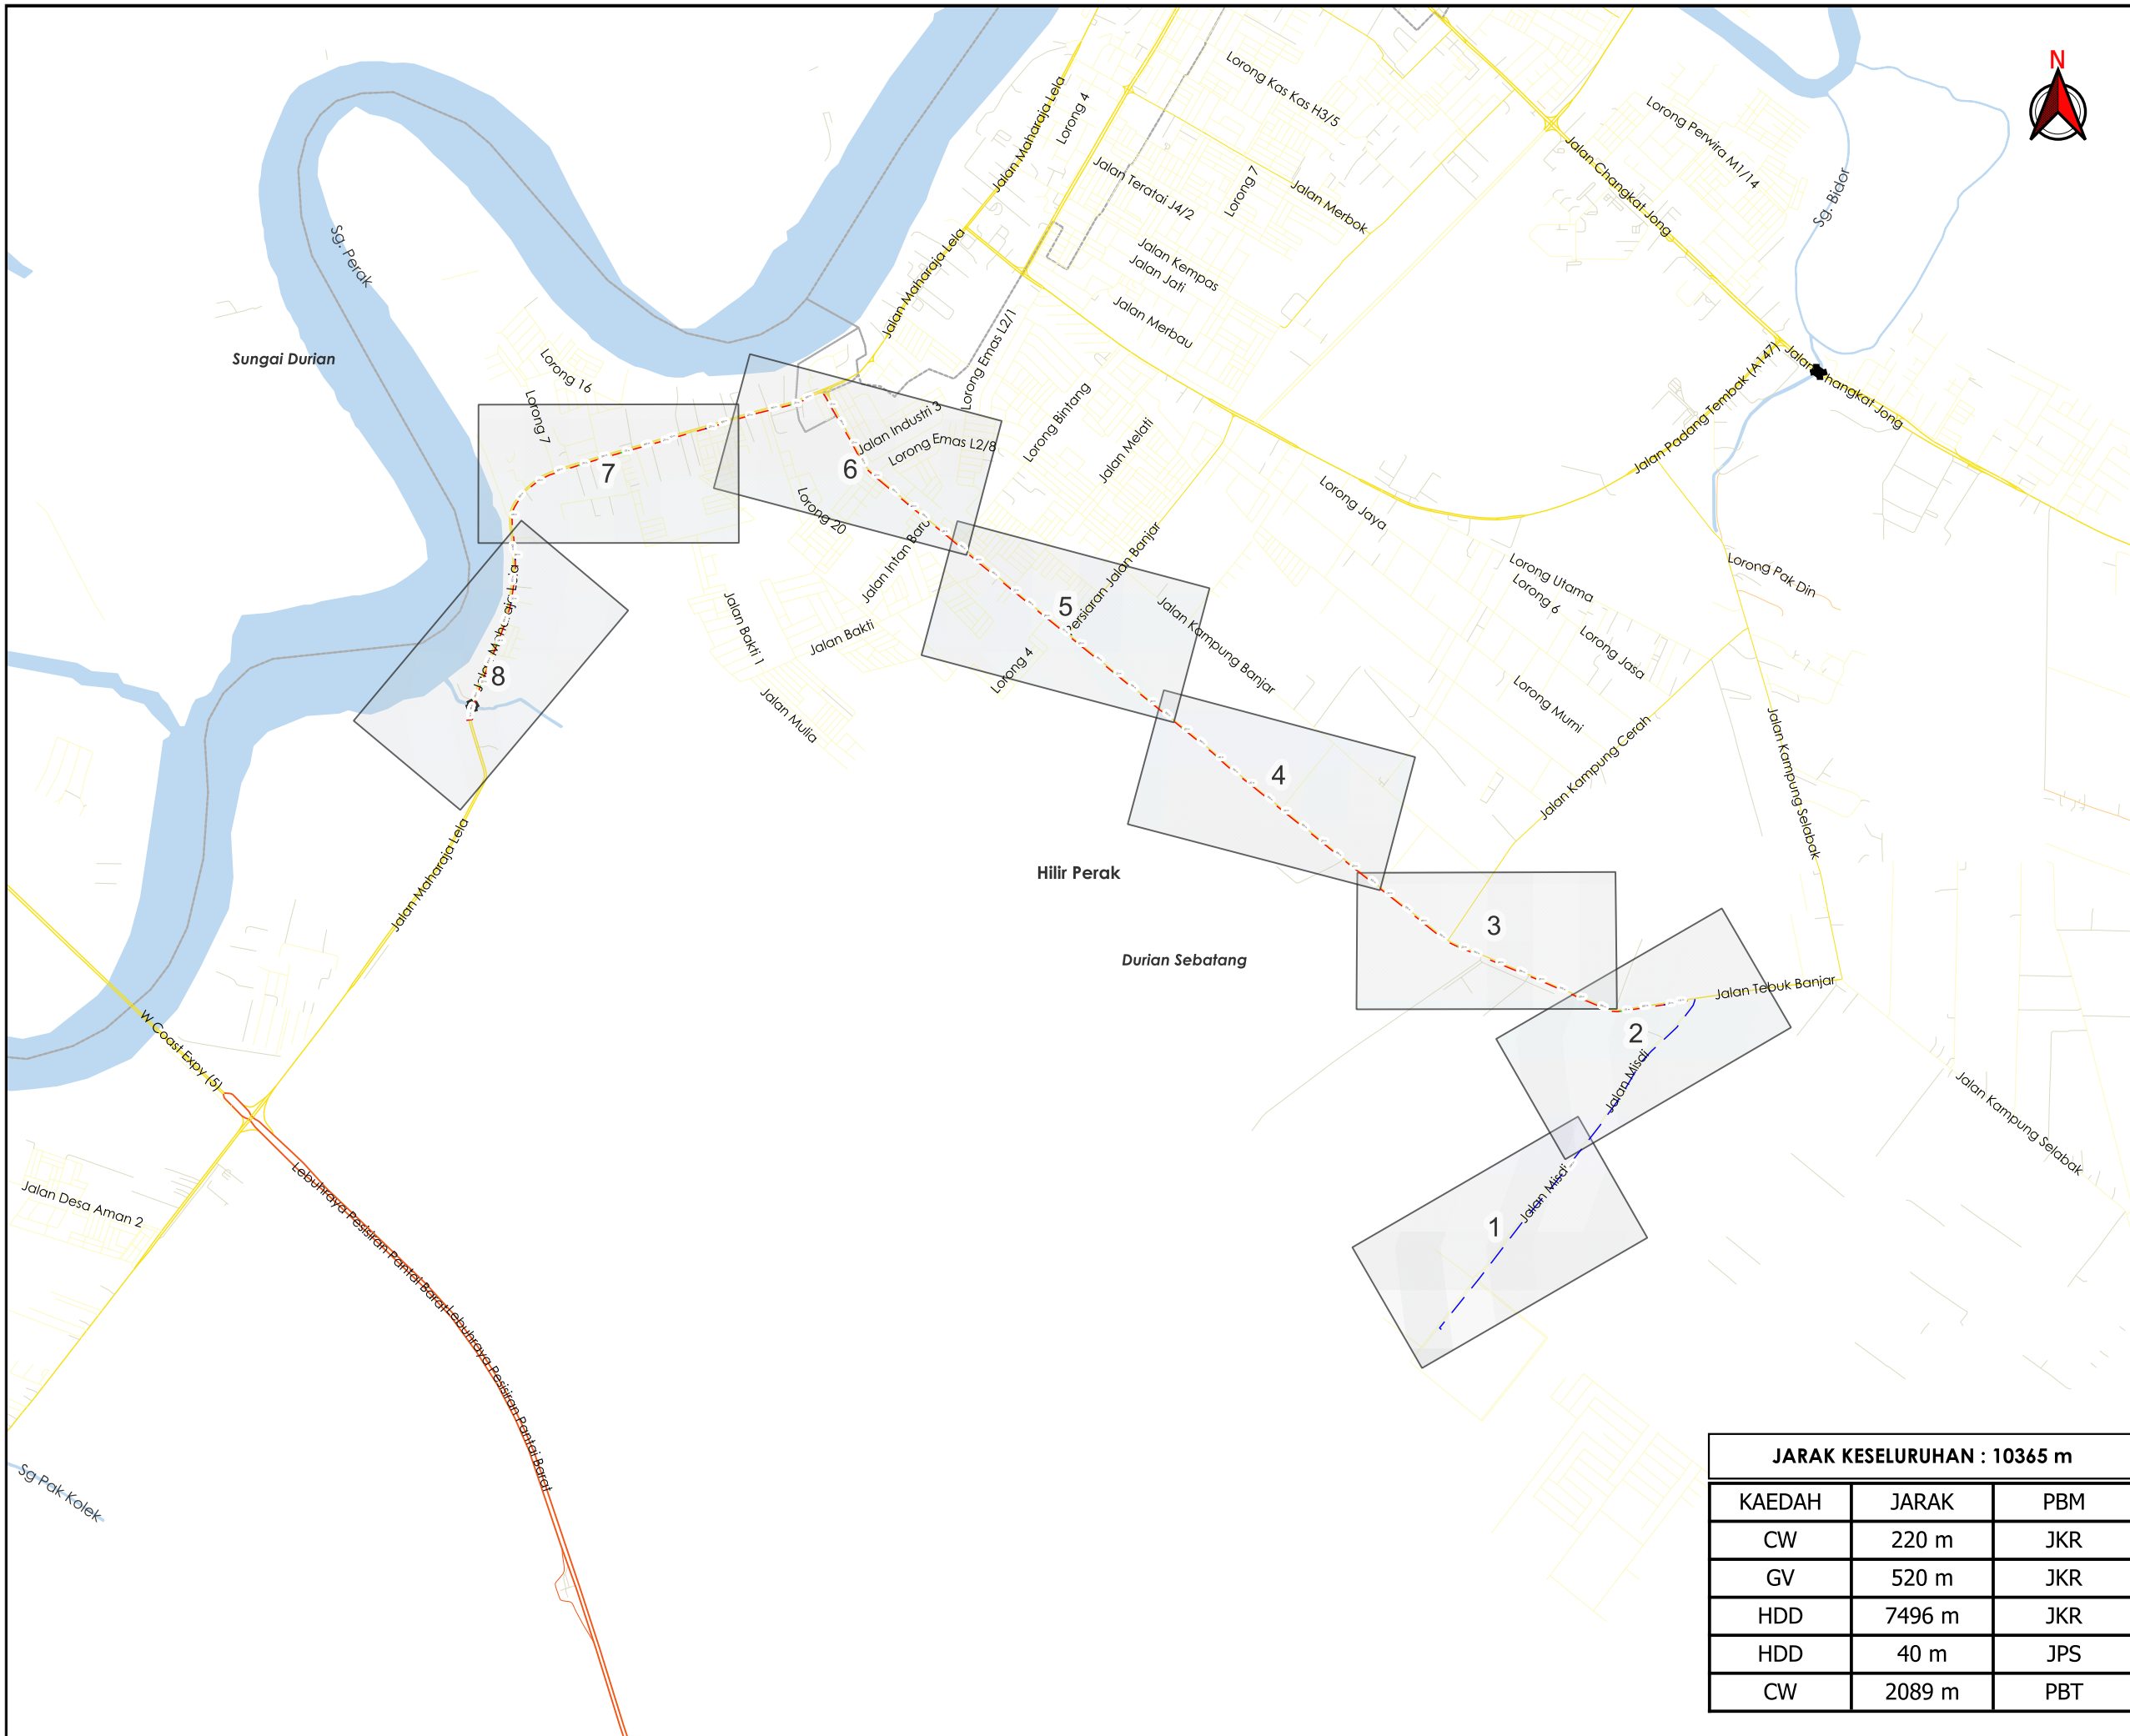 N
Lorong Kas Kas H3/5
Jalan Maharaja Lela
Lorong 4
Lorong Perwira M1/14
Jalan Changkat Jong
Jalan Teratai J4/2
Lorong 7
Jalan Merbok
Sg. Bidor
Sg. Perak
Jalan Maharaja Lela
Jalan Kempas
Jalan Jati
Jalan Merbau
Sungai Durian
Lorong 16
Lorong Emas L2/1
Jalan Padang Tembak (A147)
Jalan Changkat Jong
Lorong 7
Jalan Industri 3
Lorong Emas L2/8
Lorong Bintang
Jalan Melati
7
6
Lorong 20
Lorong Jaya
Jalan Intan Baru
Persiaran Jalan Banjar
Lorong Utama
Lorong 6
Lorong Pak Din
Jalan Maharaja Lela
5
Jalan Bakti 1
Jalan Bakti
Jalan Kampung Banjar
Lorong Jasa
8
Lorong 4
Jalan Mulia
Lorong Murni
Jalan Kampung Cerah
Jalan Kampung Selabak
4
Jalan Maharaja Lela
Hilir Perak
3
Durian Sebatang
Jalan Tebuk Banjar
W Coast Expy (5)
2
Jalan Misdi
Jalan Kampung Selabak
Jalan Desa Aman 2
Jalan Misdi
1
Lebuhraya Pesisiran Pantai Barat
Lebuhraya Pesisiran Pantai Barat
Sg Pak Kolek
JARAK KESELURUHAN : 10365 m
KAEDAH JARAK PBM
CW 220 m JKR
GV 520 m JKR
HDD 7496 m JKR
HDD 40 m JPS
CW 2089 m PBT